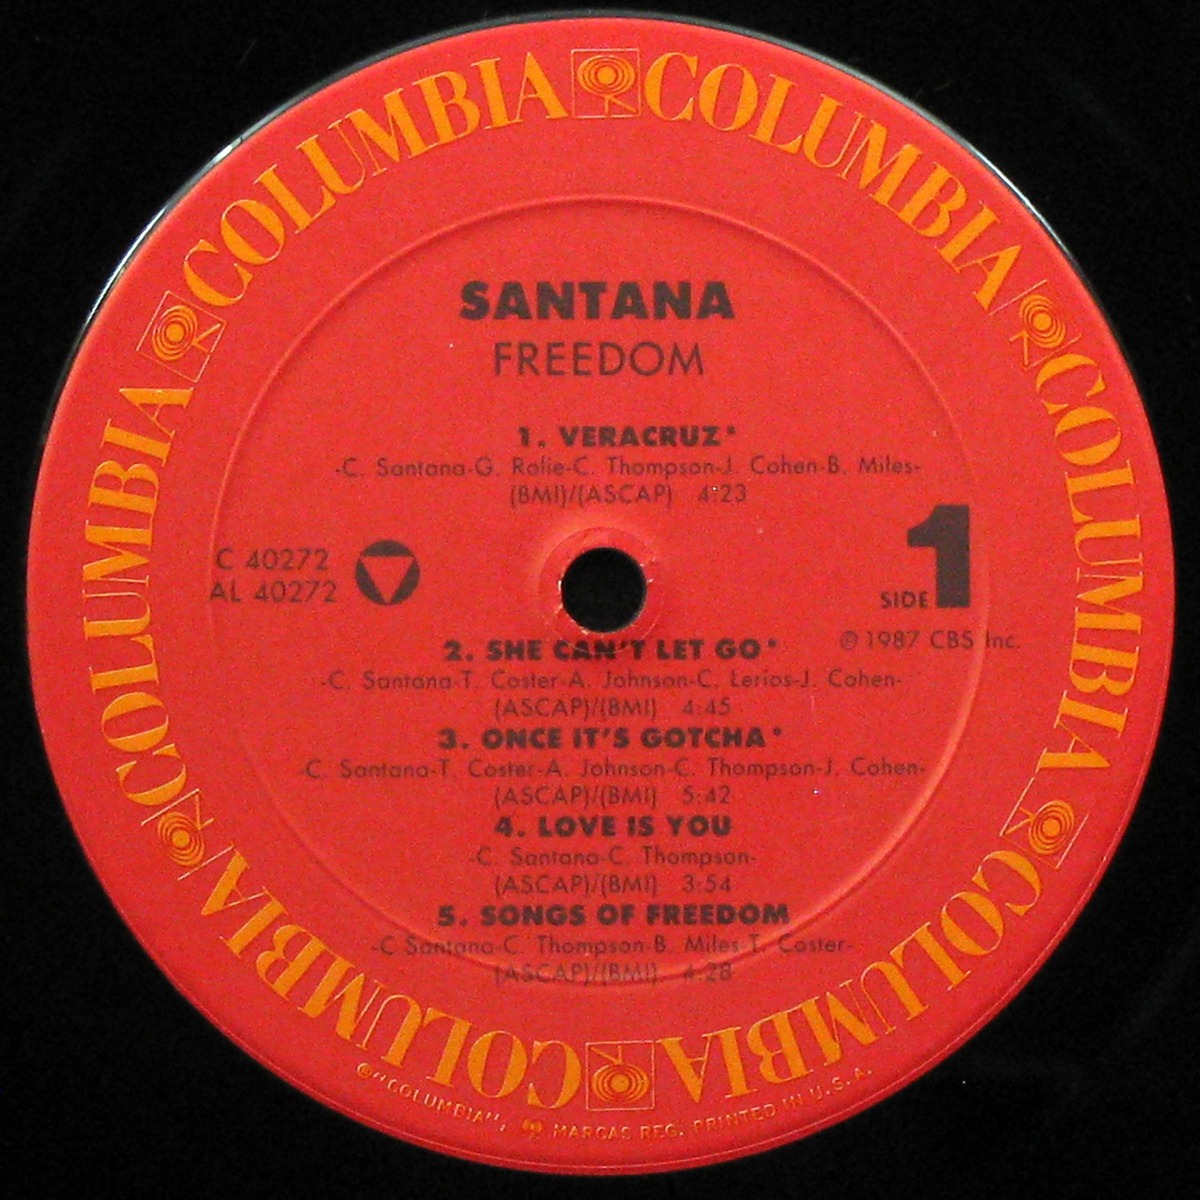 COLUMBIA COLUMBIA COLUMBIA COLUMBIA COLUMBIA COLUMBIA
SANTANA
FREEDOM
1. VERACRUZ*
-C. Santana-G. Rolie-C. Thompson-J. Cohen-B. Miles-
(BMI)/(ASCAP) 4:23
C 40272
AL 40272
SIDE 1
℗ 1987 CBS Inc.
2. SHE CAN'T LET GO*
-C. Santana-T. Coster-A. Johnson-C. Lerios-J. Cohen-
(ASCAP)/(BMI) 4:45
3. ONCE IT'S GOTCHA*
-C. Santana-T. Coster-A. Johnson-C. Thompson-J. Cohen-
(ASCAP)/(BMI) 5:42
4. LOVE IS YOU
-C. Santana-C. Thompson-
(ASCAP)/(BMI) 3:54
5. SONGS OF FREEDOM
-C Santana-C. Thompson-B. Miles-T. Coster-
(ASCAP)/(BMI) 4:28
®"COLUMBIA", MARCAS REG. PRINTED IN U.S.A.